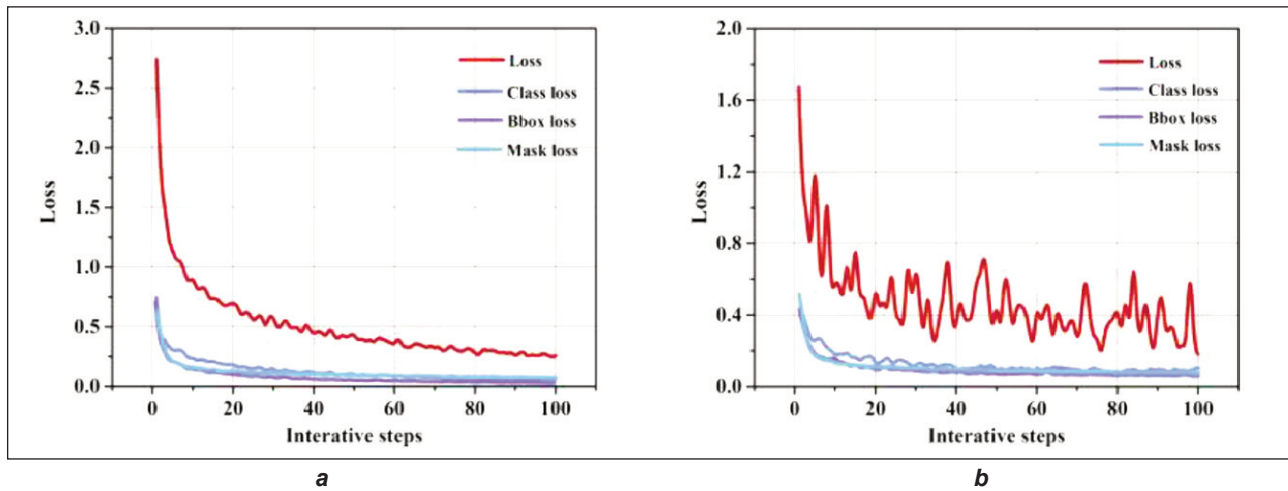 3.0
2.5
2.0
1.5
1.0
0.5
0.0
Loss
Loss
Class loss
Bbox loss
Mask loss
0 20 40 60 80 100
Interative steps
a
2.0
1.6
1.2
0.8
0.4
0.0
Loss
Loss
Class loss
Bbox loss
Mask loss
0 20 40 60 80 100
Interative steps
b